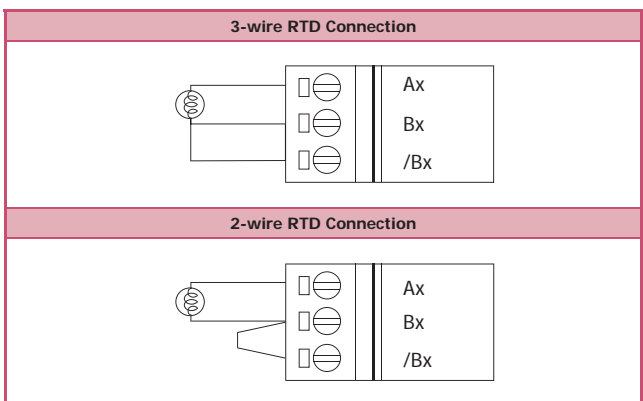 3-wire RTD Connection
Ax
Bx
/Bx
2-wire RTD Connection
Ax
Bx
/Bx